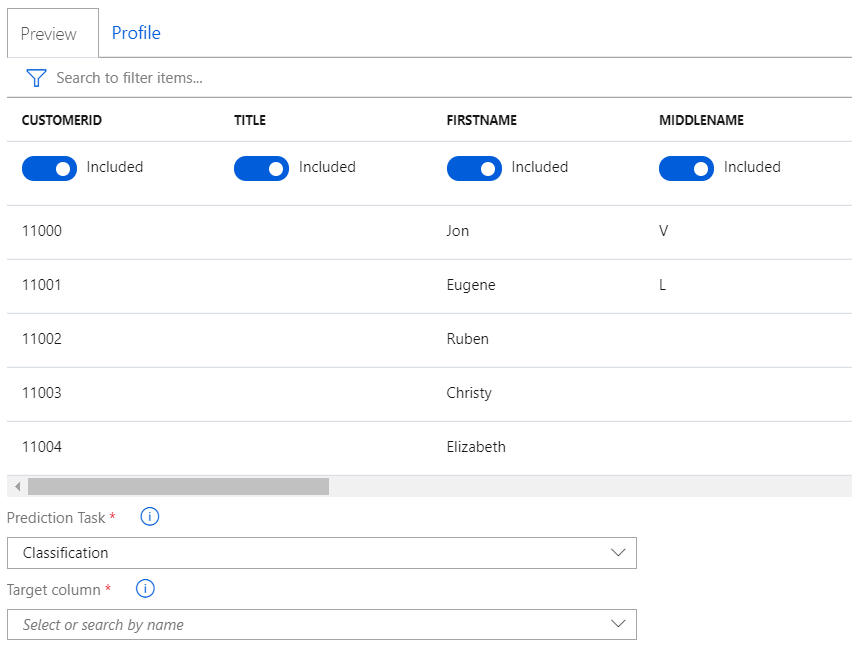 Preview Profile
Search to filter items...
CUSTOMERID TITLE FIRSTNAME MIDDLENAME
Included Included Included Included
11000 Jon V
11001 Eugene L
11002 Ruben
11003 Christy
11004 Elizabeth
Prediction Task *
Classification
Target column *
Select or search by name